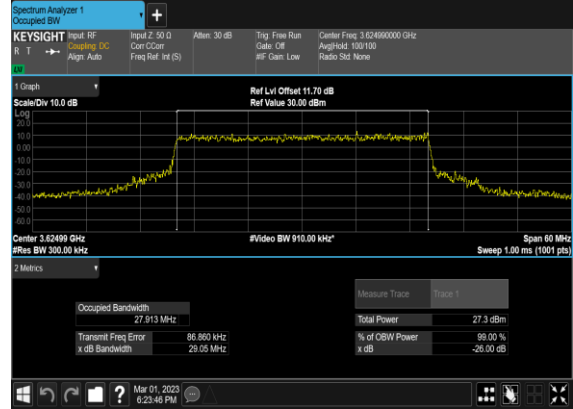 Spectrum Analyzer 1
Occupied BW
+
KEYSIGHT Input: RF Input Z: 50 Ω Atten: 30 dB Trig: Free Run Center Freq: 3.624990000 GHz
R T Coupling: DC Corr CCorr Gate: Off Avg|Hold: 100/100
Align: Auto Freq Ref: Int (S) #IF Gain: Low Radio Std: None
LM
1 Graph
Ref Lvl Offset 11.70 dB
Scale/Div 10.0 dB Ref Value 30.00 dBm
Log
20.0
10.0
0.00
-10.0
-20.0
-30.0
-40.0
-50.0
-60.0
Center 3.62499 GHz #Video BW 910.00 kHz* Span 60 MHz
#Res BW 300.00 kHz Sweep 1.00 ms (1001 pts)
2 Metrics
Measure Trace Trace 1
Occupied Bandwidth
27.913 MHz Total Power 27.3 dBm
Transmit Freq Error 86.860 kHz % of OBW Power 99.00 %
x dB Bandwidth 29.05 MHz x dB -26.00 dB
? Mar 01, 2023
6:23:46 PM